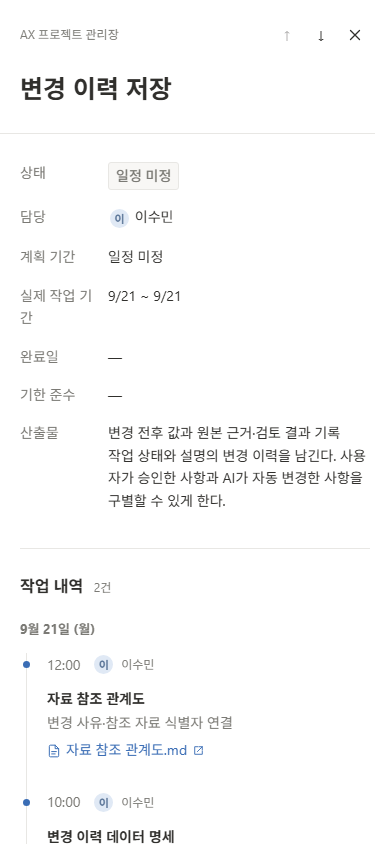 AX 프로젝트 관리장
↑ ↓ ×
변경 이력 저장
상태
일정 미정
담당
이 이수민
계획 기간
일정 미정
실제 작업 기
간
9/21 ~ 9/21
완료일
—
기한 준수
—
산출물
변경 전후 값과 원본 근거·검토 결과 기록
작업 상태와 설명의 변경 이력을 남긴다. 사용
자가 승인한 사항과 AI가 자동 변경한 사항을
구별할 수 있게 한다.
작업 내역 2건
9월 21일 (월)
12:00 이 이수민
자료 참조 관계도
변경 사유·참조 자료 식별자 연결
자료 참조 관계도.md
10:00 이 이수민
변경 이력 데이터 명세